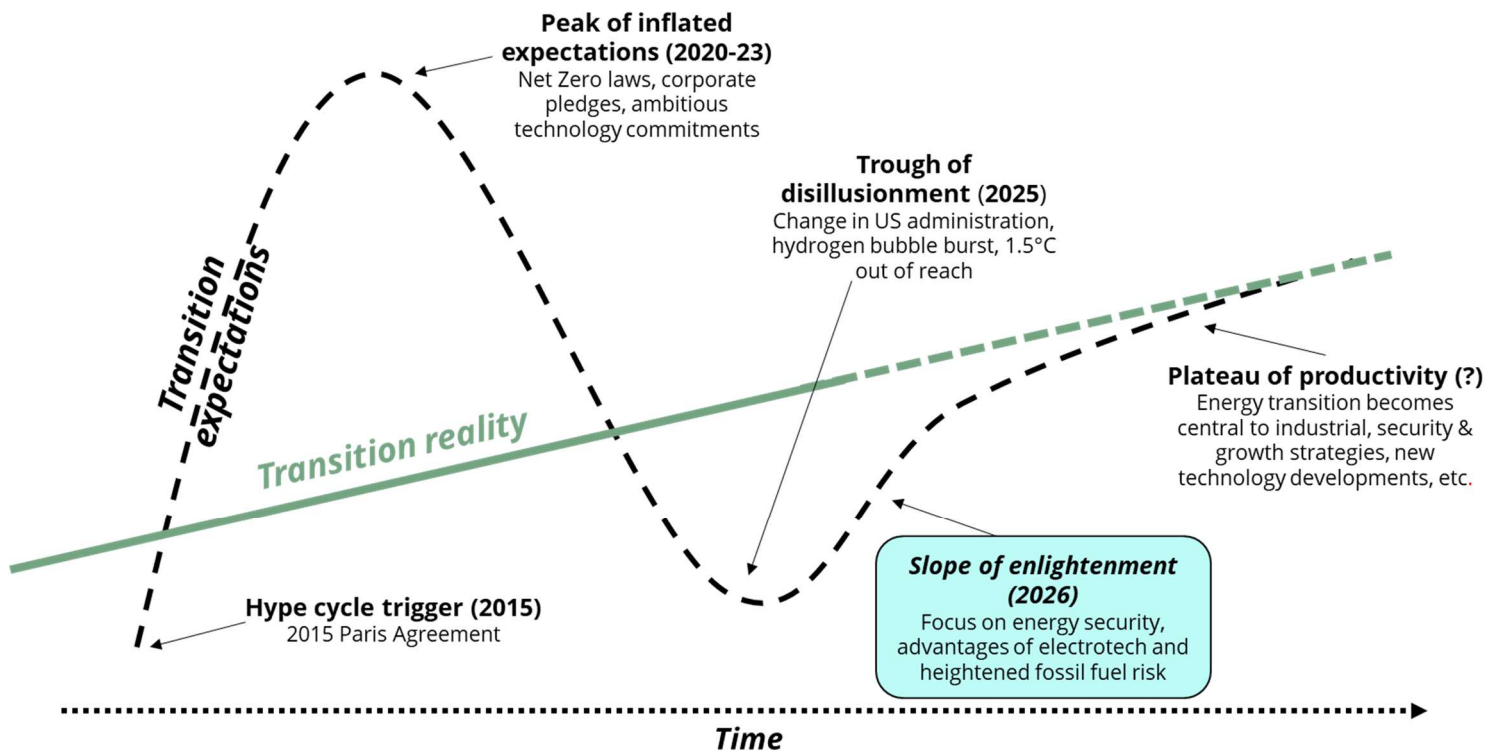 Peak of inflated
expectations (2020-23)
Net Zero laws, corporate
pledges, ambitious
technology commitments
Trough of
disillusionment (2025)
Change in US administration,
hydrogen bubble burst, 1.5°C
out of reach
Transition
expectations
Transition reality
Plateau of productivity (?)
Energy transition becomes
central to industrial, security &
growth strategies, new
technology developments, etc.
Slope of enlightenment
(2026)
Focus on energy security,
advantages of electrotech and
heightened fossil fuel risk
Hype cycle trigger (2015)
2015 Paris Agreement
Time